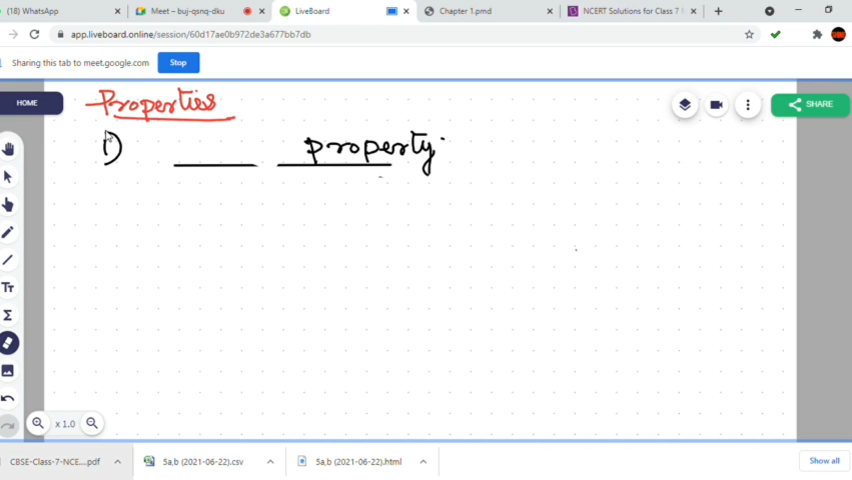 (18) WhatsApp
Meet – buj-qsnq-dku
LiveBoard
Chapter 1.pmd
NCERT Solutions for Class 7 M
app.liveboard.online/session/60d17ae0b972de3a677bb7db
Sharing this tab to meet.google.com
Stop
HOME
Properties
SHARE
1) property.
Tт
Σ
x 1.0
CBSE-Class-7-NCE....pdf
5a,b (2021-06-22).csv
5a,b (2021-06-22).html
Show all